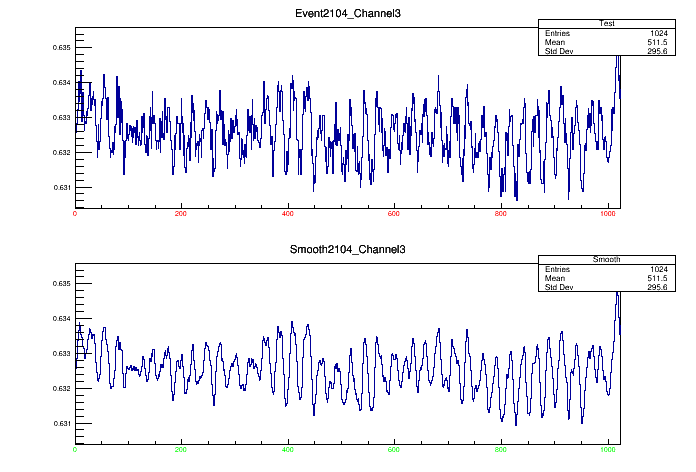 Event2104_Channel3
Test
Entries 1024
Mean 511.5
Std Dev 295.6
0.635
0.634
0.633
0.632
0.631
0 200 400 600 800 1000
Smooth2104_Channel3
Smooth
Entries 1024
Mean 511.5
Std Dev 295.6
0.635
0.634
0.633
0.632
0.631
0 200 400 600 800 1000